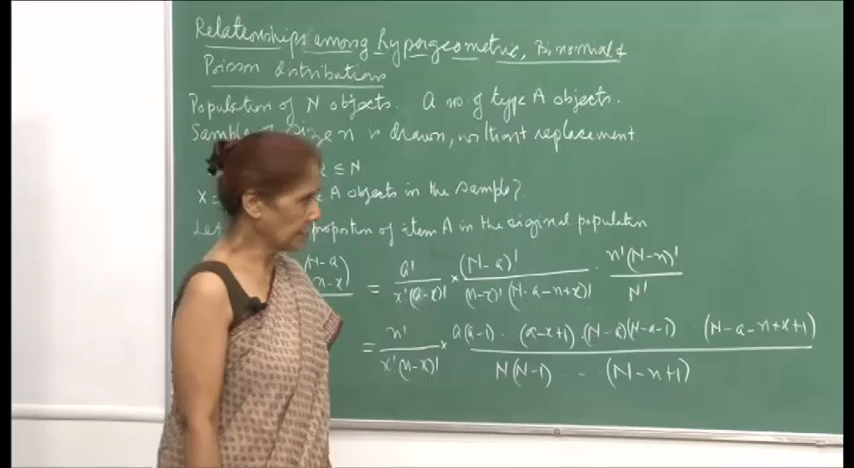 Relationships among hypergeometric, Binomial &
Poisson distributions
Population of N objects. a no. of type A objects.
Sample size n is drawn, without replacement
≤ N
X = A objects in the sample?
Let proportion of item A in the original population
(N-a)
n-x) = a!/x!(a-x)! × (N-a)!/(n-x)!(N-a-n+x)! · n!(N-n)!/N!
= n!/x!(n-x)! × a(a-1) · (a-x+1) · (N-a)(N-a-1) · (N-a-n+x+1)/N(N-1) - - (N-n+1)